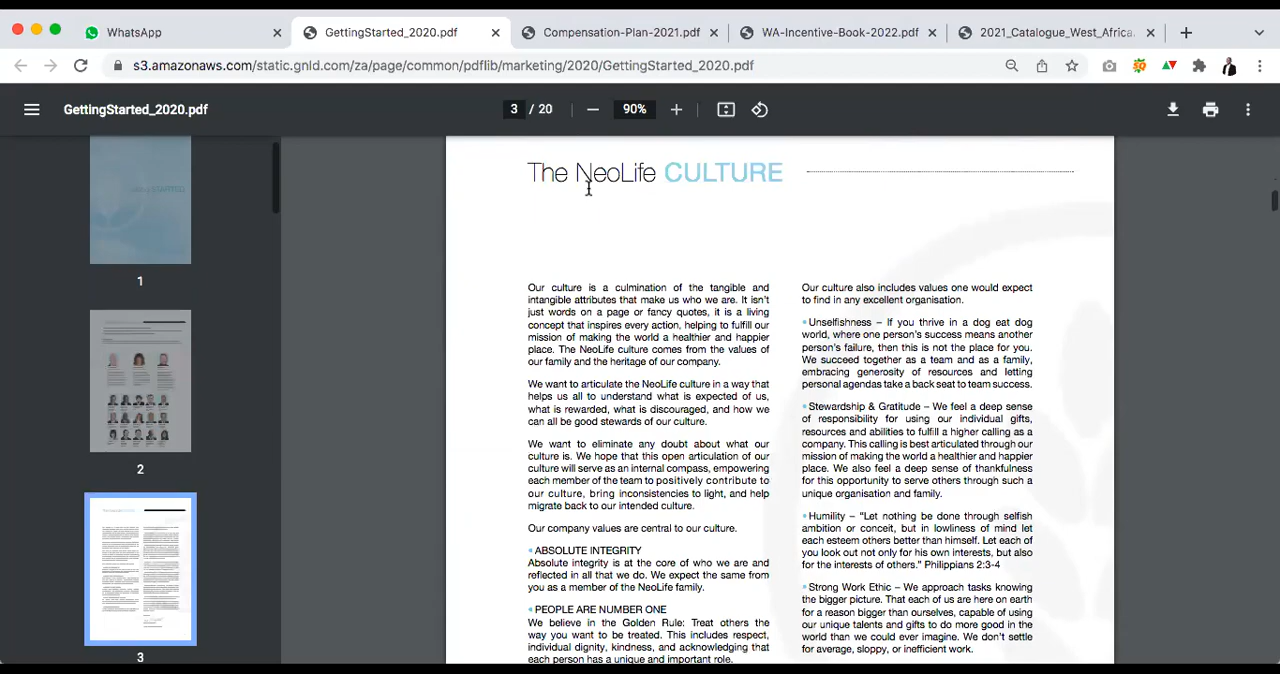 WhatsApp
GettingStarted_2020.pdf
Compensation-Plan-2021.pdf
WA-Incentive-Book-2022.pdf
2021_Catalogue_West_Africa.
s3.amazonaws.com/static.gnld.com/za/page/common/pdflib/marketing/2020/GettingStarted_2020.pdf
GettingStarted_2020.pdf
3 / 20
90%
1
2
3
The NeoLife CULTURE
Our culture is a culmination of the tangible and
intangible attributes that make us who we are. It isn't
just words on a page or fancy quotes, it is a living
concept that inspires every action, helping to fulfill our
mission of making the world a healthier and happier
place. The NeoLife culture comes from the values of
our family and the heritage of our company.
We want to articulate the NeoLife culture in a way that
helps us all to understand what is expected of us,
what is rewarded, what is discouraged, and how we
can all be good stewards of our culture.
We want to eliminate any doubt about what our
culture is. We hope that this open articulation of our
culture will serve as an internal compass, empowering
each member of the team to positively contribute to
our culture, bring inconsistencies to light, and help
migrate back to our intended culture.
Our company values are central to our culture.
•ABSOLUTE INTEGRITY
Absolute integrity is at the core of who we are and
reflected in all that we do. We expect the same from
you as a member of the NeoLife family.
•PEOPLE ARE NUMBER ONE
We believe in the Golden Rule: Treat others the
way you want to be treated. This includes respect,
individual dignity, kindness, and acknowledging that
each person has a unique and important role.
Our culture also includes values one would expect
to find in any excellent organisation.
•Unselfishness – If you thrive in a dog eat dog
world, where one person's success means another
person's failure, then this is not the place for you.
We succeed together as a team and as a family,
embracing generosity of resources and letting
personal agendas take a back seat to team success.
•Stewardship & Gratitude – We feel a deep sense
of responsibility for using our individual gifts,
resources and abilities to fulfill a higher calling as a
company. This calling is best articulated through our
mission of making the world a healthier and happier
place. We also feel a deep sense of thankfulness
for this opportunity to serve others through such a
unique organisation and family.
•Humility – "Let nothing be done through selfish
ambition or conceit, but in lowliness of mind let
each esteem others better than himself. Let each of
you look out not only for his own interests, but also
for the interests of others." Philippians 2:3-4
•Strong Work Ethic – We approach tasks knowing
the bigger picture. That each of us are here on earth
for a reason bigger than ourselves, capable of using
our unique talents and gifts to do more good in the
world than we could ever imagine. We don't settle
for average, sloppy, or inefficient work.